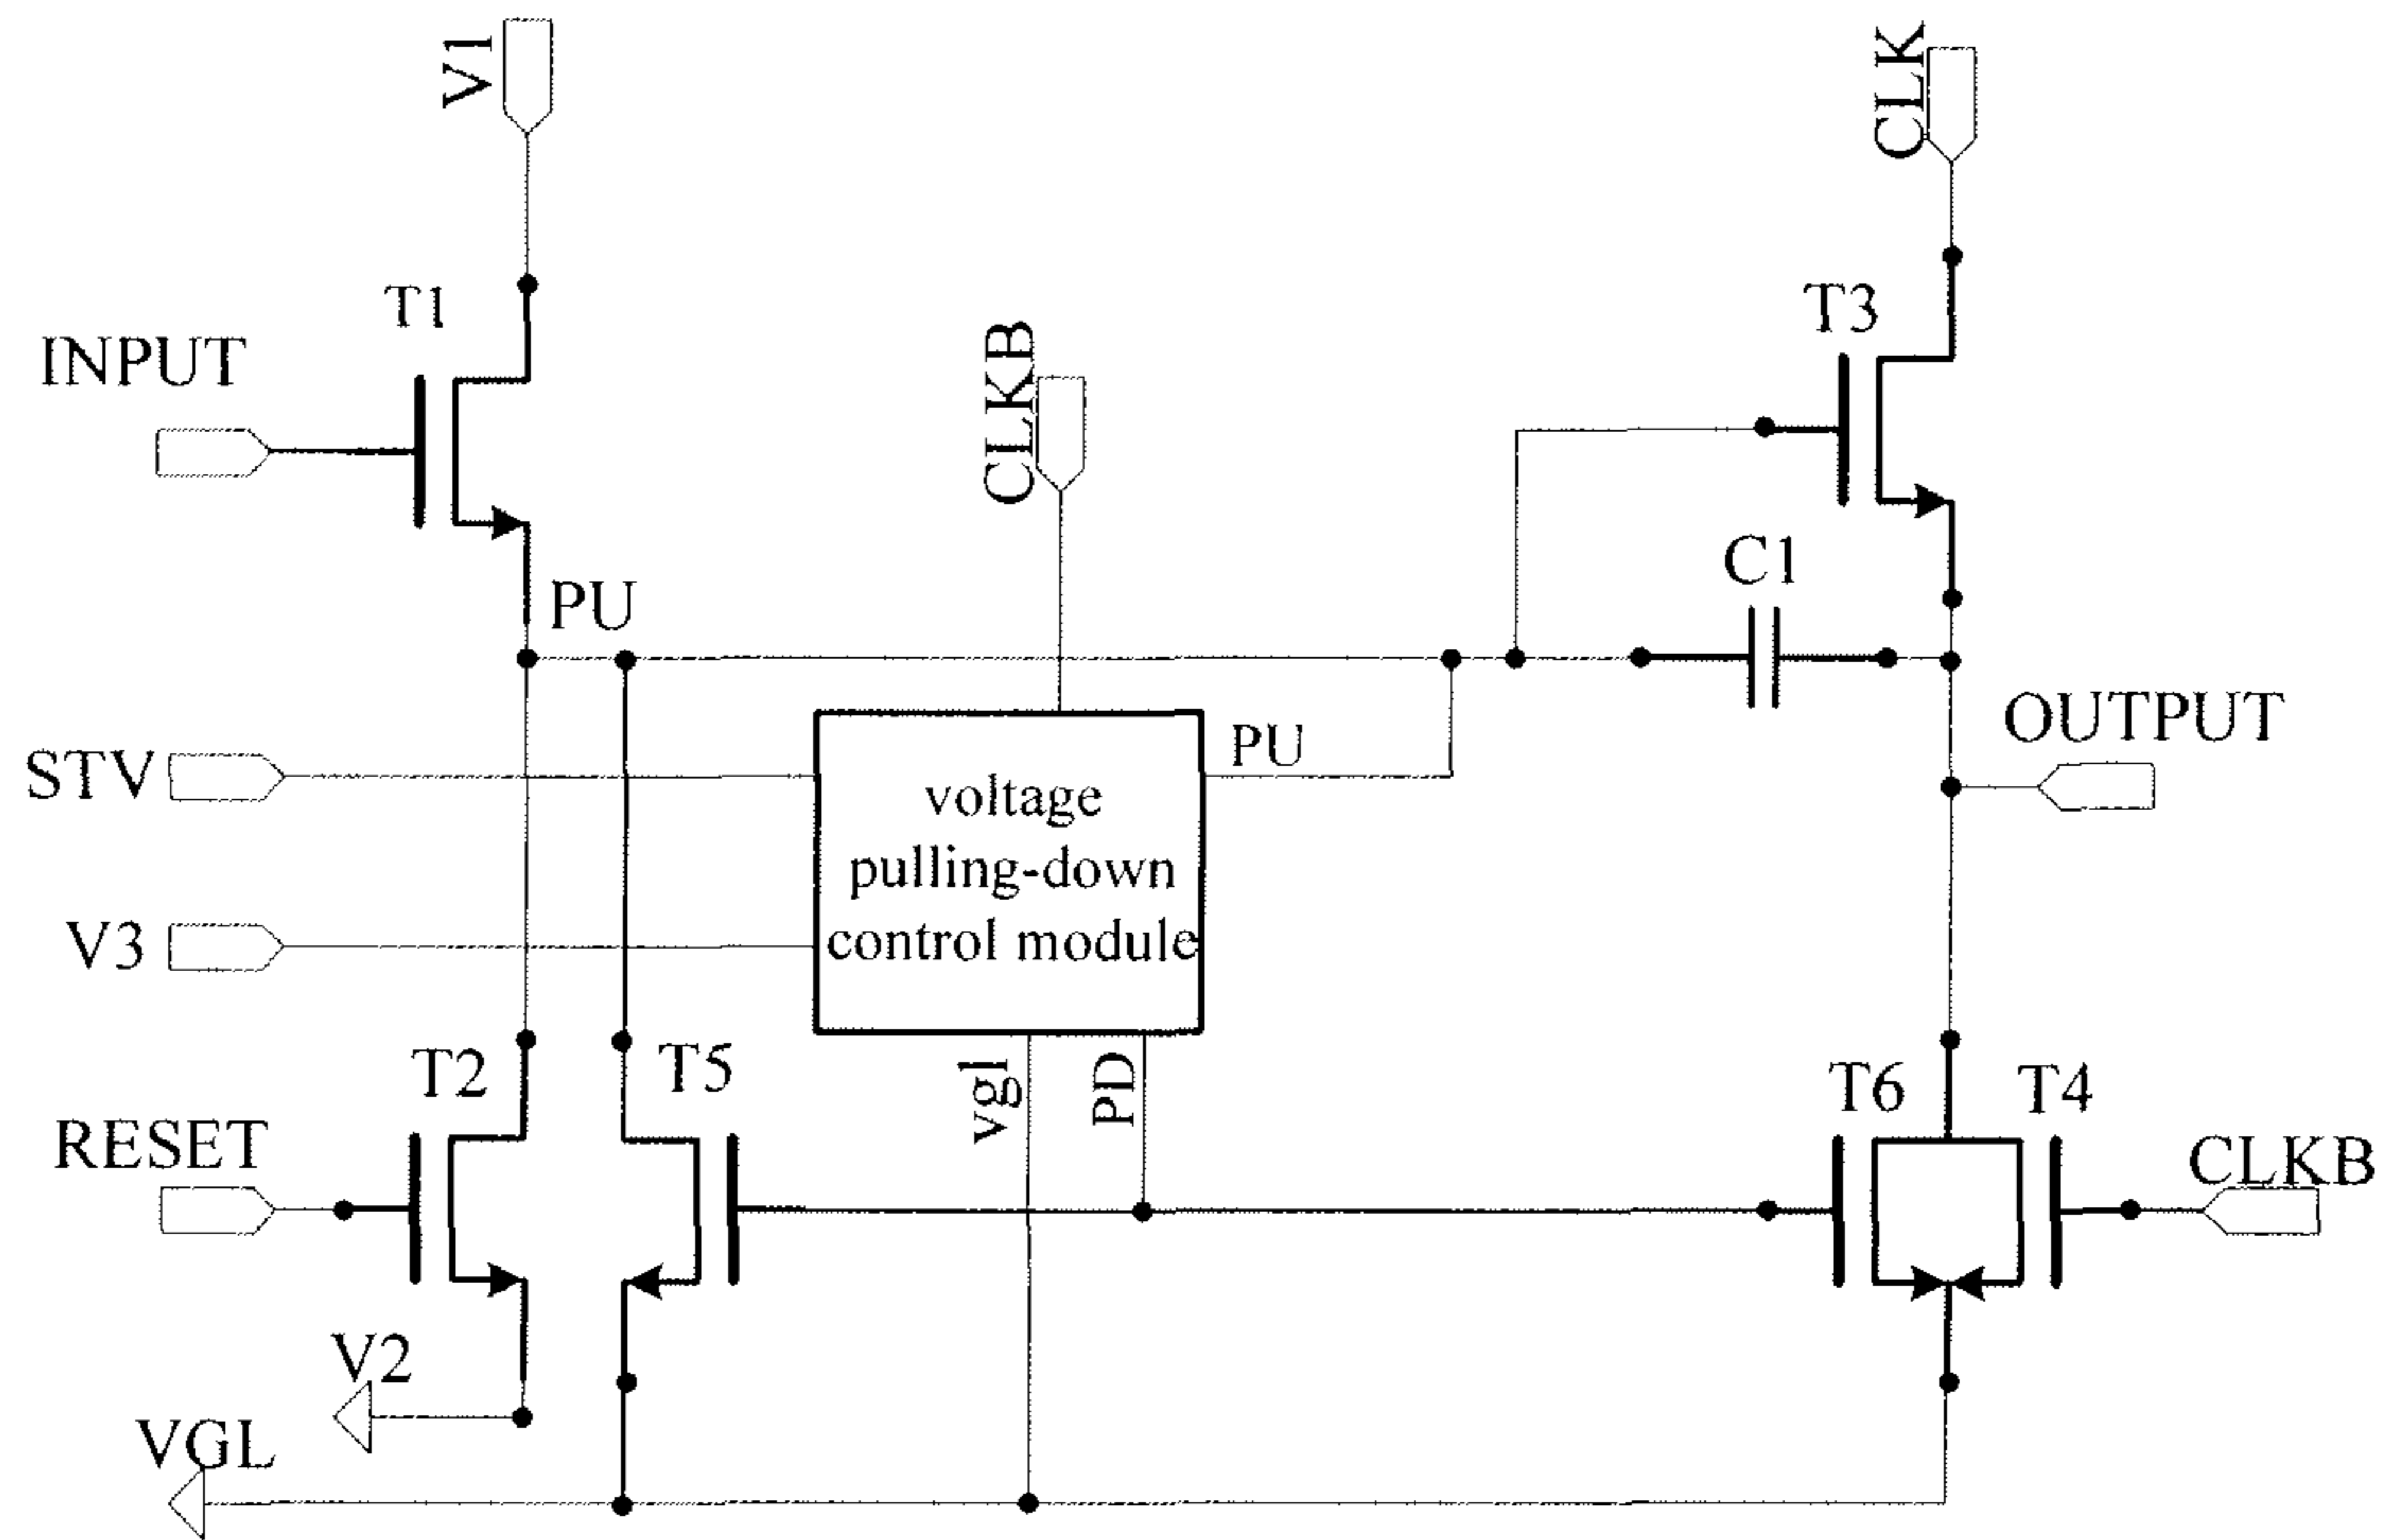 V1
CLK
T1
T3
INPUT
CLKB
C1
PU
OUTPUT
STV
PU
voltage
pulling-down
control module
V3
T2
T5
vgl
PD
T6
T4
RESET
CLKB
V2
VGL